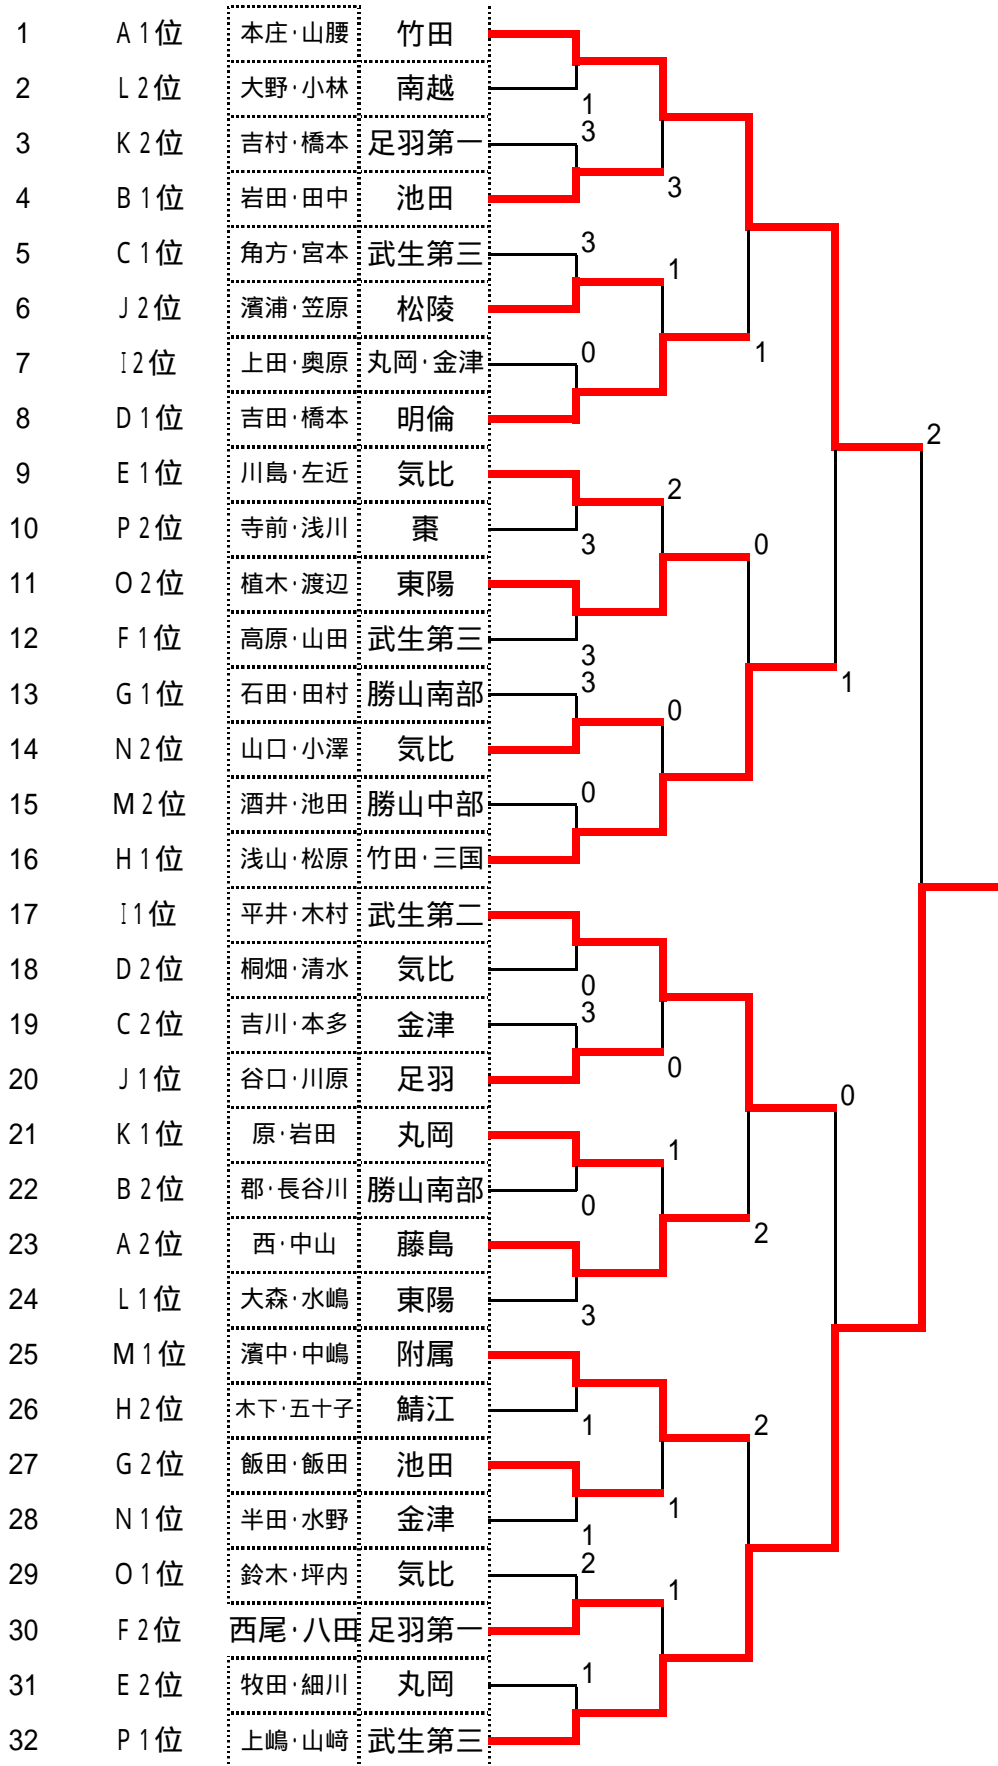 1 A1位 本庄・山腰 竹田
2 L2位 大野・小林 南越
1
3 K2位 吉村・橋本 足羽第一 3
4 B1位 岩田・田中 池田 3
5 C1位 角方・宮本 武生第三 3
1
6 J2位 濱浦・笠原 松陵
7 I2位 上田・奥原 丸岡・金津 0 1
8 D1位 吉田・橋本 明倫
2
9 E1位 川島・左近 気比
2
10 P2位 寺前・浅川 棗 3 0
11 O2位 植木・渡辺 東陽
12 F1位 高原・山田 武生第三
3
13 G1位 石田・田村 勝山南部 3 1
0
14 N2位 山口・小澤 気比
15 M2位 酒井・池田 勝山中部 0
16 H1位 浅山・松原 竹田・三国
17 I1位 平井・木村 武生第二
18 D2位 桐畑・清水 気比
0
19 C2位 吉川・本多 金津 3
20 J1位 谷口・川原 足羽 0
0
21 K1位 原・岩田 丸岡
1
22 B2位 郡・長谷川 勝山南部 0
23 A2位 西・中山 藤島 2
24 L1位 大森・水嶋 東陽 3
25 M1位 濱中・中嶋 附属
26 H2位 木下・五十子 鯖江 1 2
27 G2位 飯田・飯田 池田
1
28 N1位 半田・水野 金津 1
29 O1位 鈴木・坪内 気比 2
1
30 F2位 西尾・八田 足羽第一
31 E2位 牧田・細川 丸岡 1
32 P1位 上嶋・山﨑 武生第三